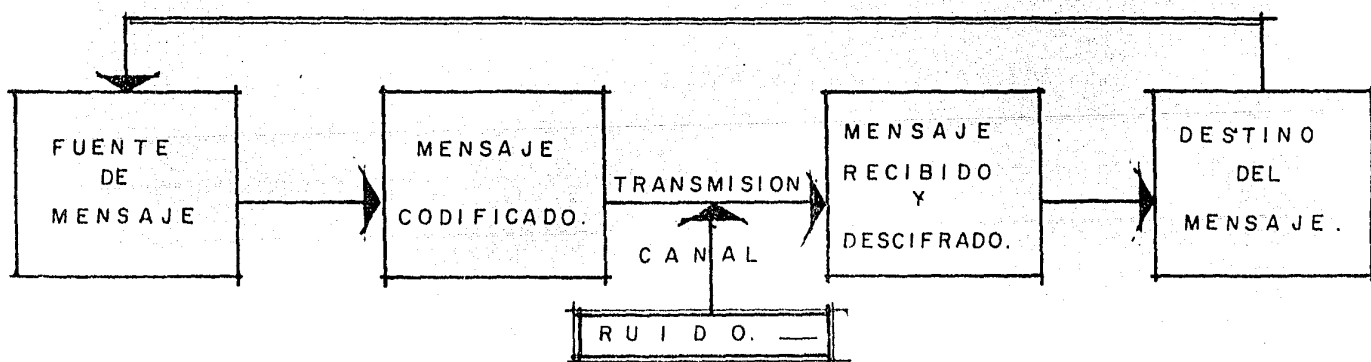 FUENTE
DE
MENSAJE
MENSAJE
CODIFICADO.
TRANSMISION
CANAL
MENSAJE
RECIBIDO
Y
DESCIFRADO.
DESTINO
DEL
MENSAJE.
RUIDO. —